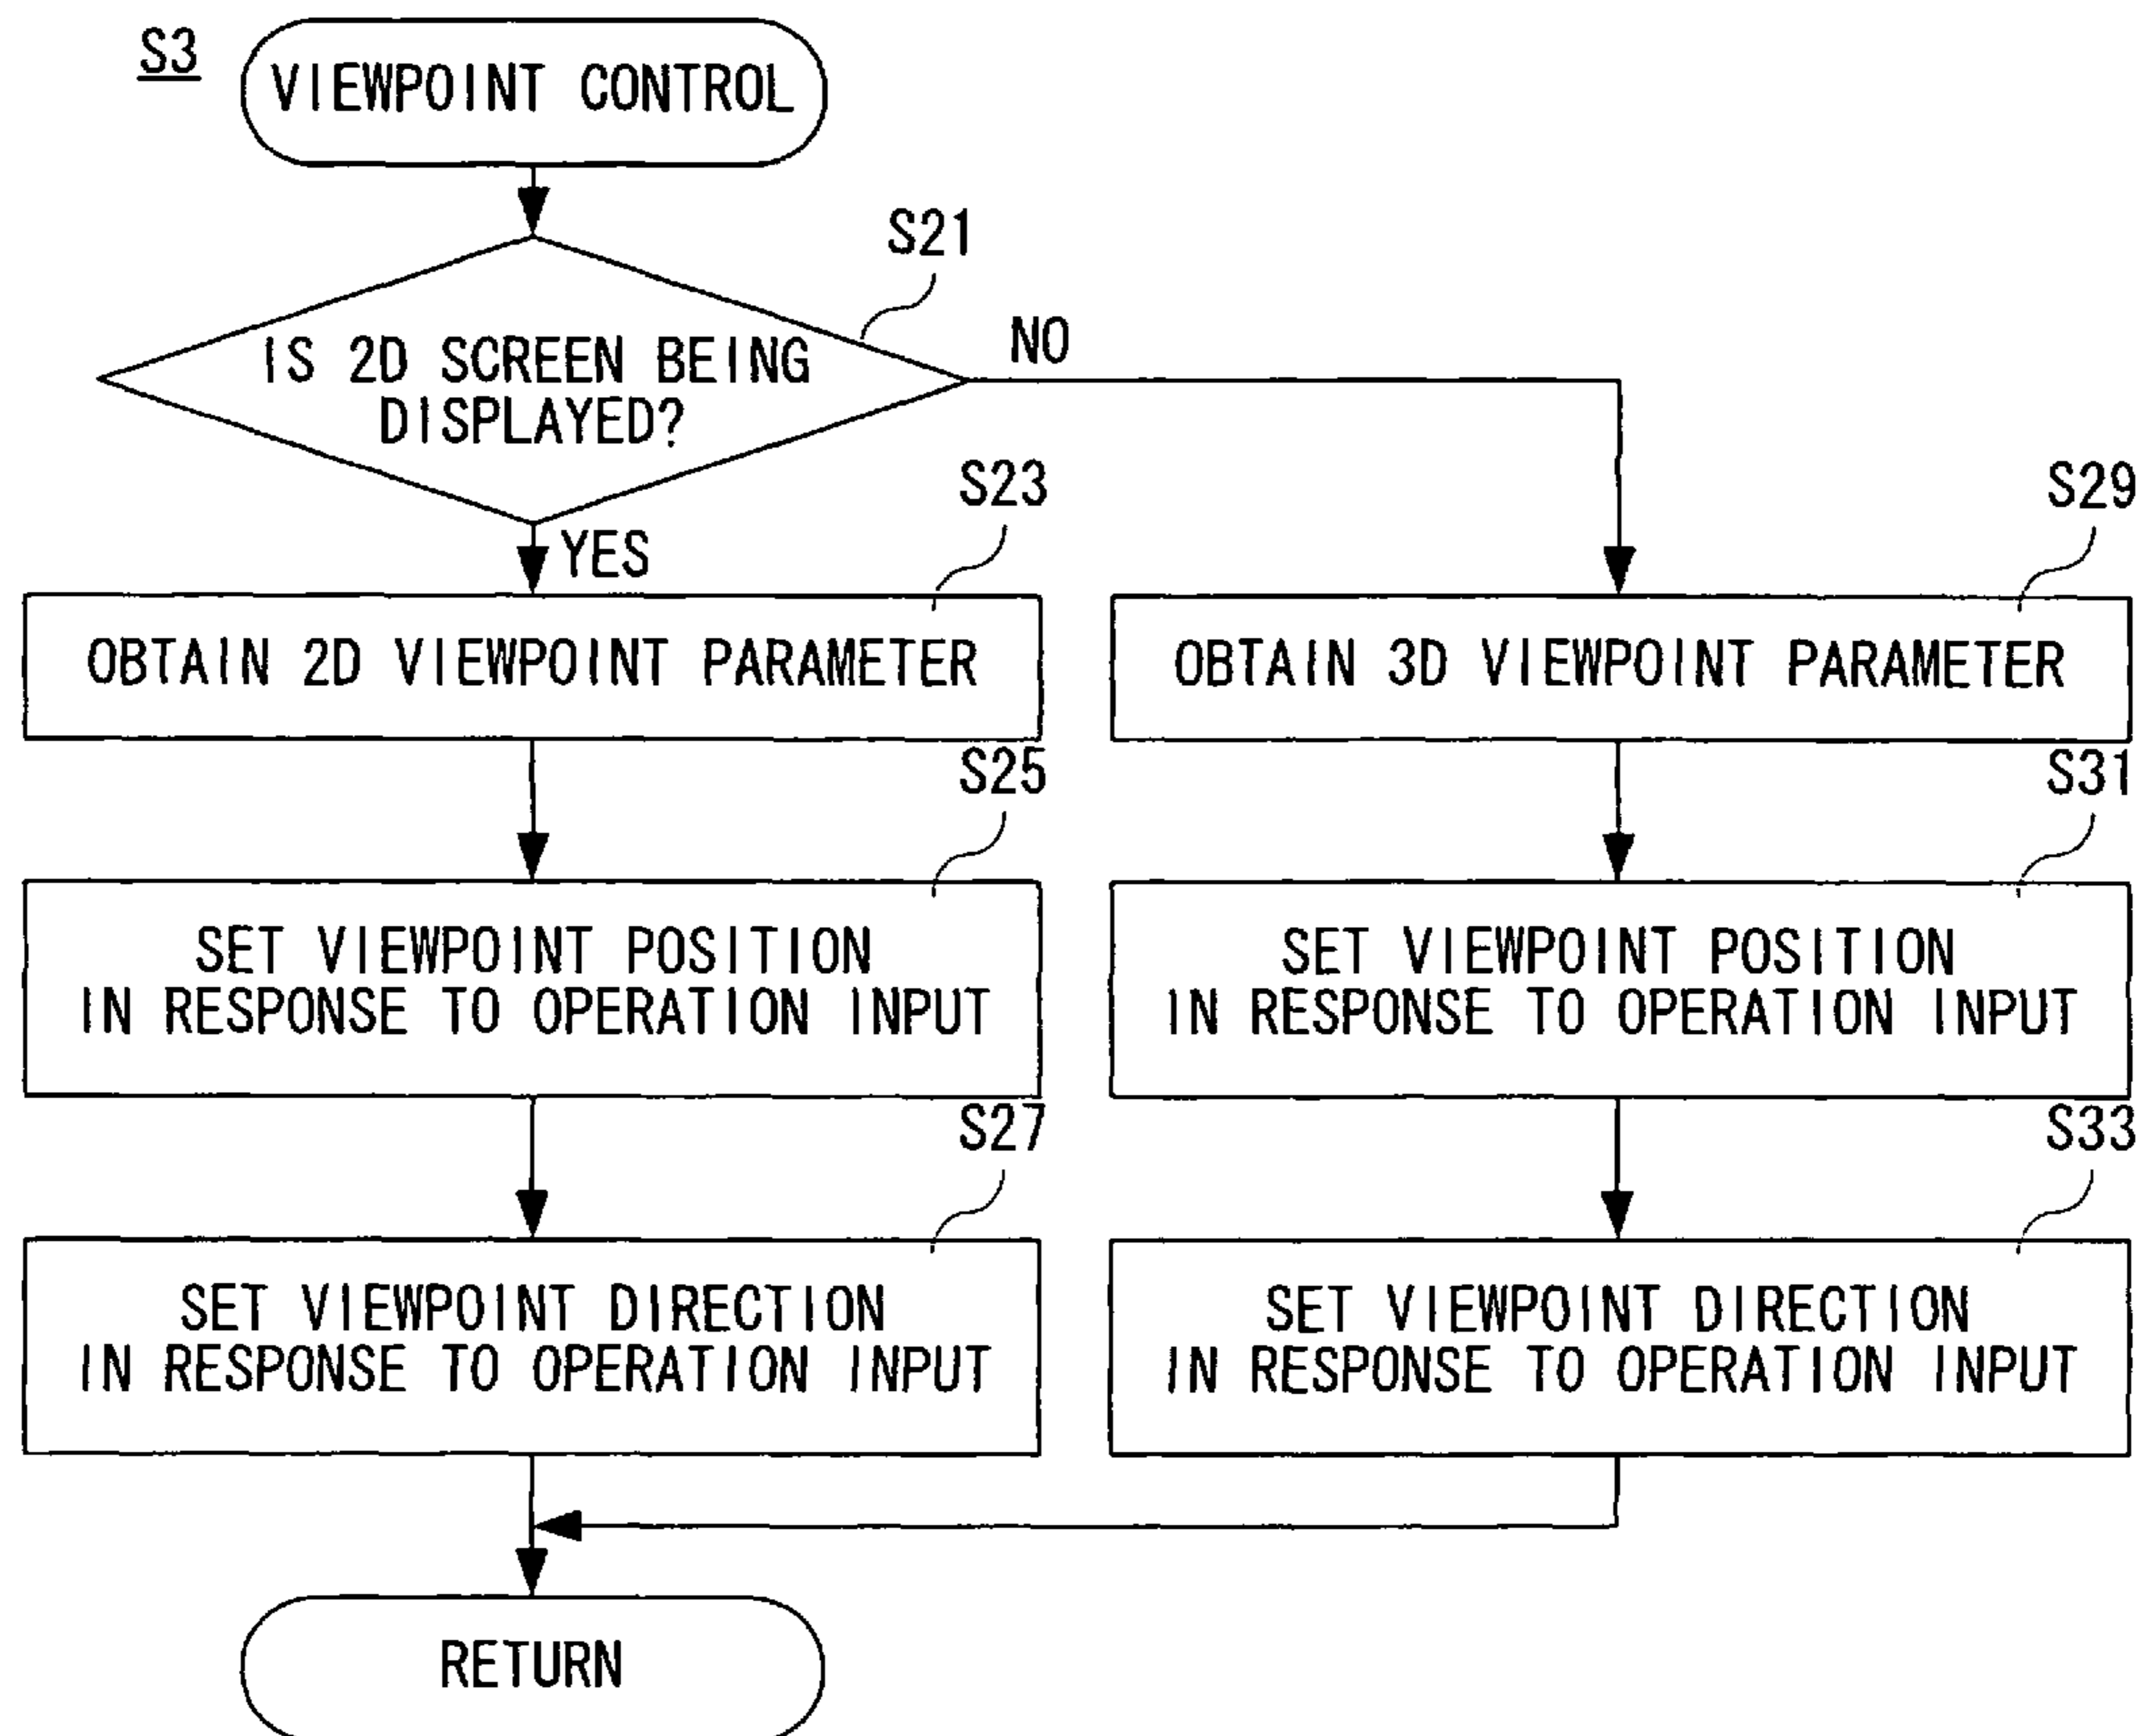 S3
VIEWPOINT CONTROL
S21
IS 2D SCREEN BEING
DISPLAYED?
NO
YES
S23
OBTAIN 2D VIEWPOINT PARAMETER
S25
SET VIEWPOINT POSITION
IN RESPONSE TO OPERATION INPUT
S27
SET VIEWPOINT DIRECTION
IN RESPONSE TO OPERATION INPUT
S29
OBTAIN 3D VIEWPOINT PARAMETER
S31
SET VIEWPOINT POSITION
IN RESPONSE TO OPERATION INPUT
S33
SET VIEWPOINT DIRECTION
IN RESPONSE TO OPERATION INPUT
RETURN